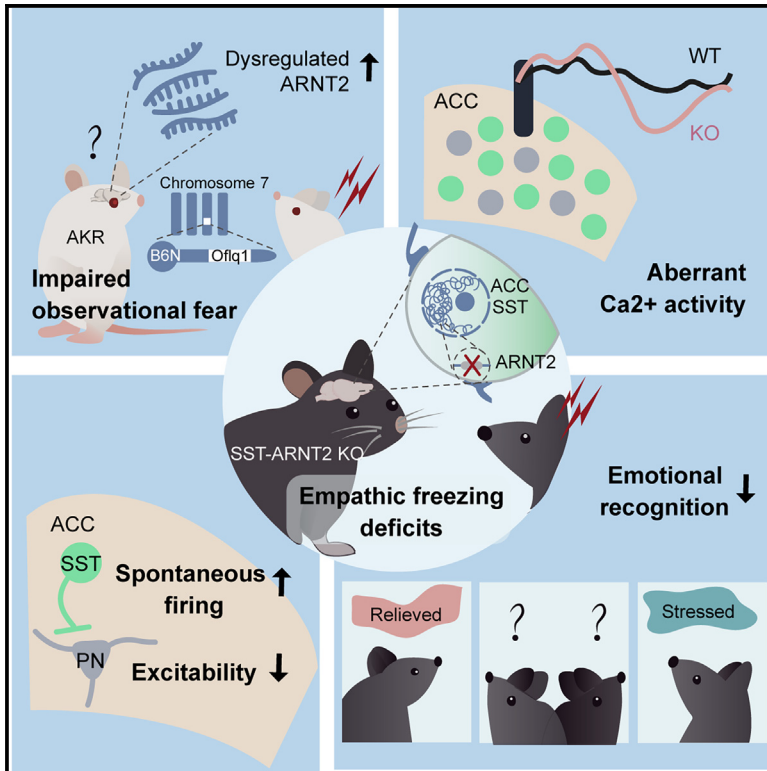 Dysregulated
ARNT2
?
Chromosome 7
AKR
B6N
Oflq1
Impaired
observational fear
WT
ACC
KO
Aberrant
Ca2+ activity
ACC
SST
ARNT2
SST-ARNT2 KO
Empathic freezing
deficits
ACC
SST
Spontaneous
firing
PN
Excitability
Emotional
recognition
Relieved
? ?
Stressed